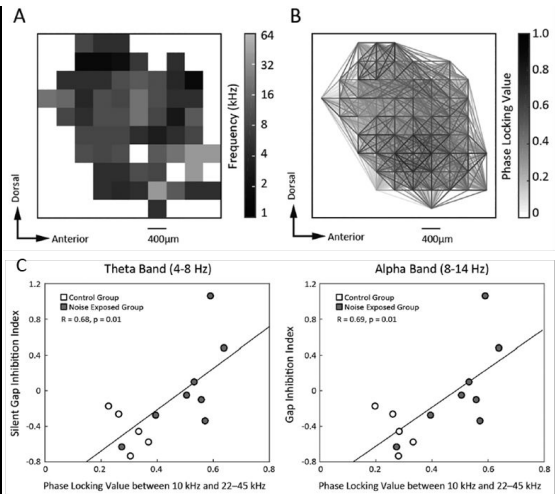 A
B
64
32
16
8
4
2
1
Frequency (kHz)
Dorsal
Anterior
400µm
1.0
0.8
0.6
0.4
0.2
0
Phase Locking Value
Dorsal
Anterior
400µm
C
Theta Band (4-8 Hz)
1.2
0.8
0.4
0
-0.4
-0.8
Silent Gap Inhibition Index
Control Group
Noise Exposed Group
R = 0.68, p = 0.01
0 0.2 0.4 0.6 0.8
Phase Locking Value between 10 kHz and 22–45 kHz
Alpha Band (8-14 Hz)
1.2
0.8
0.4
0
-0.4
-0.8
Gap Inhibition Index
Control Group
Noise Exposed Group
R = 0.69, p = 0.01
0 0.2 0.4 0.6 0.8
Phase Locking Value between 10 kHz and 22–45 kHz